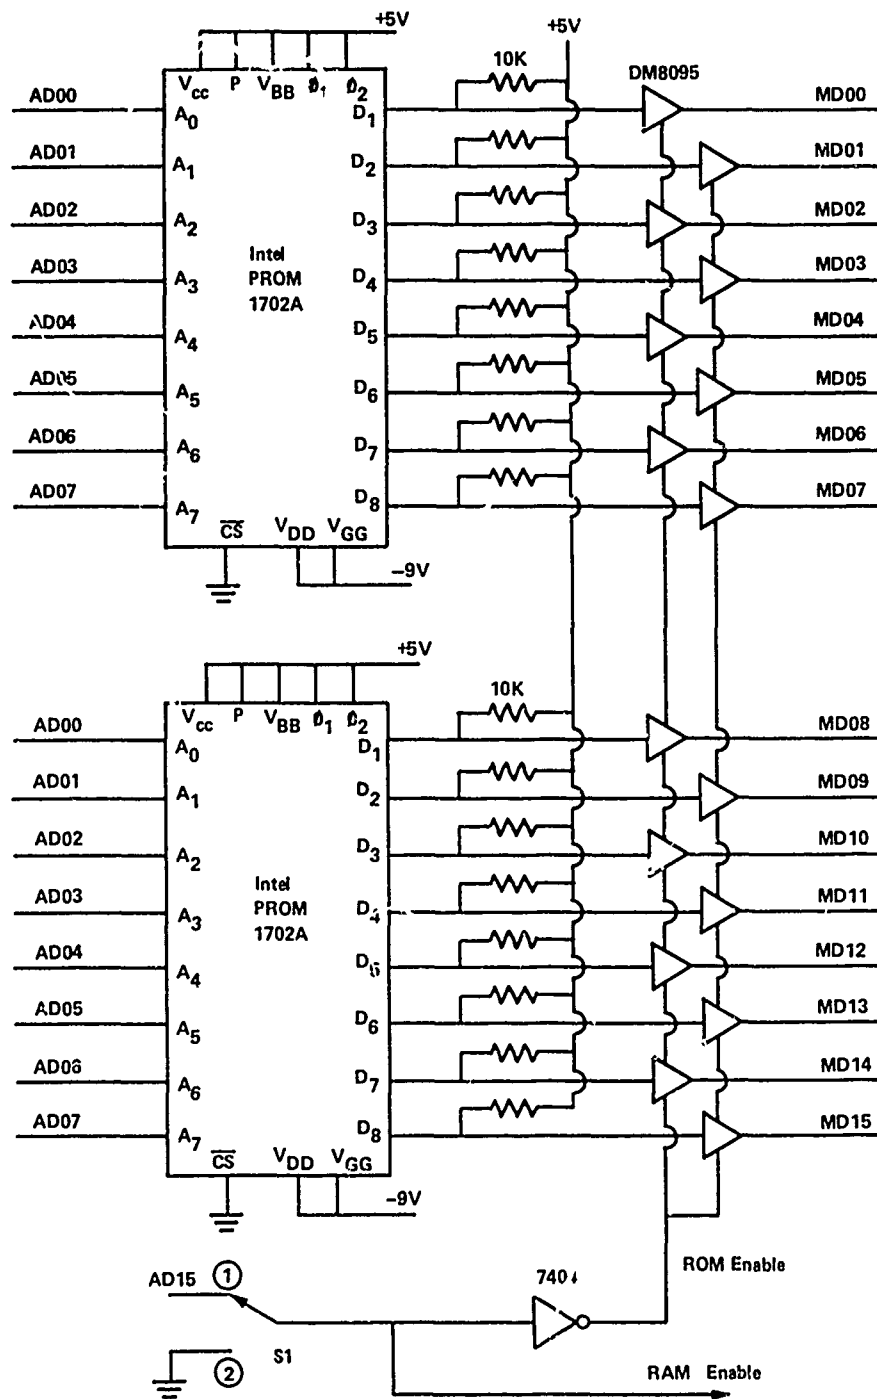 +5V
+5V
Vcc P VBB ϕ1 ϕ2
10K
DM8095
AD00 A0 D1 MD00
AD01 A1 D2 MD01
AD02 A2 D3 MD02
AD03 A3 D4 MD03
Intel
PROM
1702A
AD04 A4 D5 MD04
AD05 A5 D6 MD05
AD06 A6 D7 MD06
AD07 A7 D8 MD07
CS VDD VGG
-9V
+5V
Vcc P VBB ϕ1 ϕ2
10K
AD00 A0 D1 MD08
AD01 A1 D2 MD09
AD02 A2 D3 MD10
Intel
PROM
1702A
AD03 A3 D4 MD11
AD04 A4 D5 MD12
AD05 A5 D6 MD13
AD06 A6 D7 MD14
AD07 A7 D8 MD15
CS VDD VGG
-9V
AD15 1
7404
ROM Enable
2 S1
RAM Enable